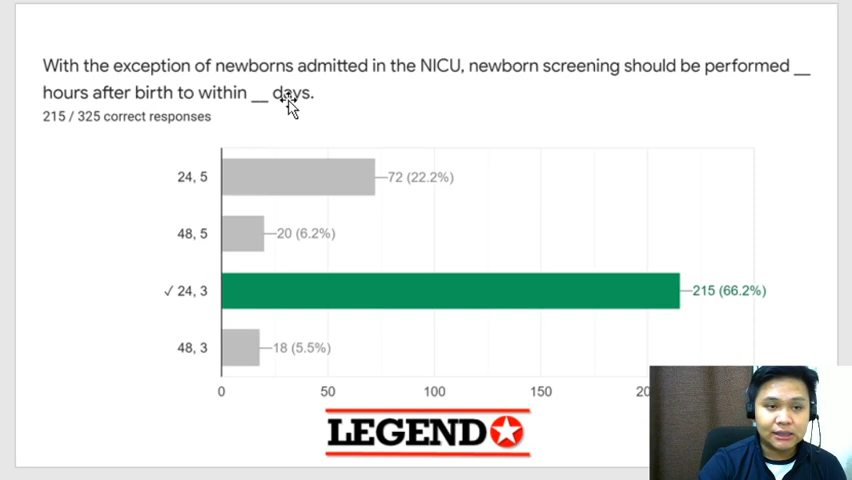 With the exception of newborns admitted in the NICU, newborn screening should be performed __
hours after birth to within __ days.
215 / 325 correct responses
24, 5
72 (22.2%)
48, 5
20 (6.2%)
✓ 24, 3
215 (66.2%)
48, 3
18 (5.5%)
0 50 100 150
LEGEND